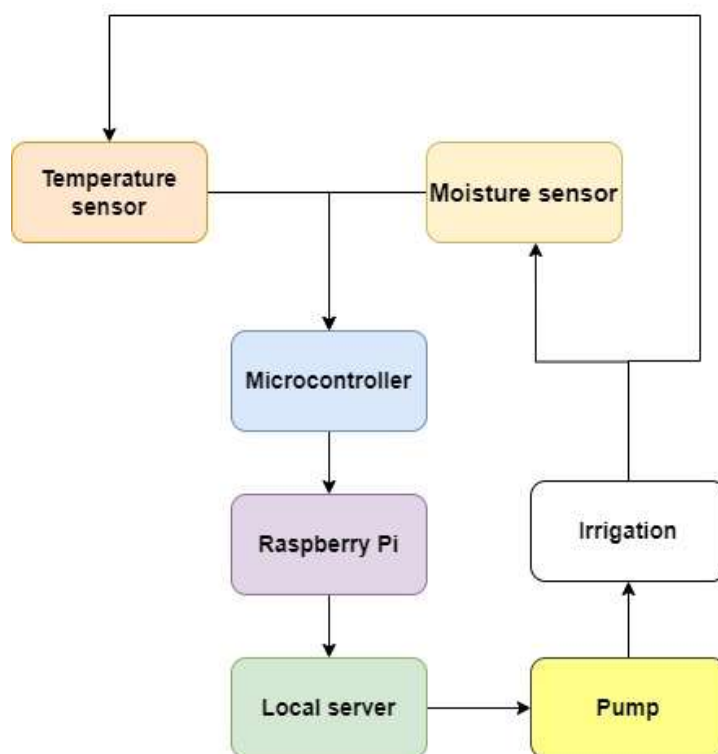 Temperature
sensor
Moisture sensor
Microcontroller
Raspberry Pi
Irrigation
Local server
Pump